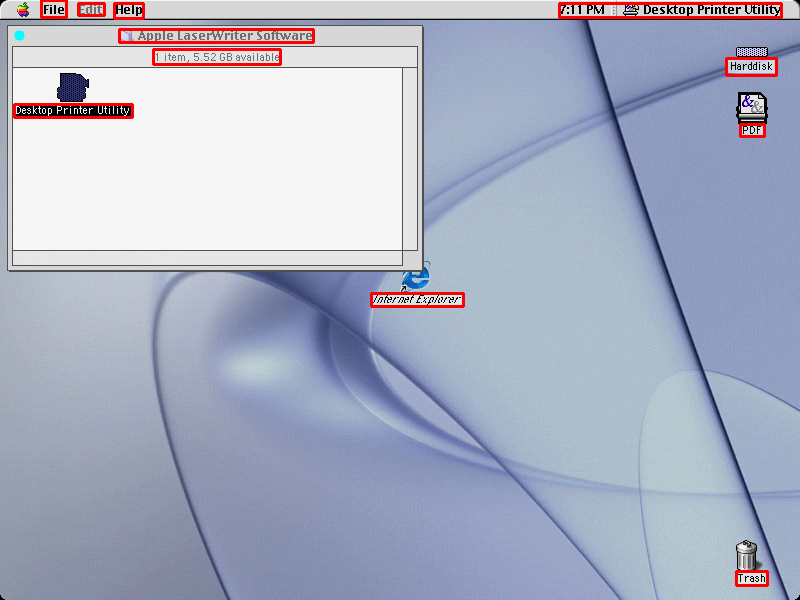 File Edit Help 7:11 PM Desktop Printer Utility
Apple LaserWriter Software
1 item, 5.52 GB available
Desktop Printer Utility
Harddisk
PDF
Internet Explorer
Trash